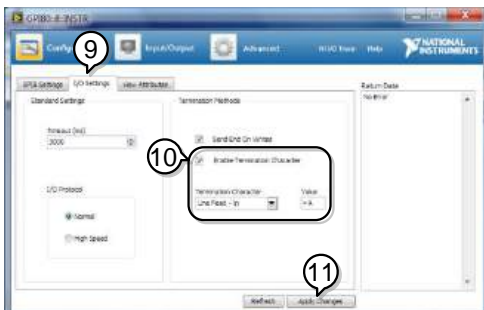 GPIB0::8::INSTR
Config
9
Input/Output
Advanced
NI I/O Trace
Help
NATIONAL
INSTRUMENTS
GPIB Settings
I/O Settings
View Attributes
Return Data
No Error
Standard Settings
Termination Methods
Timeout (ms)
3000
Send End On Writes
10
Enable Termination Character
Termination Character
Value
Line Feed - \n
I/O Protocol
Normal
High Speed
11
Refresh
Apply Changes